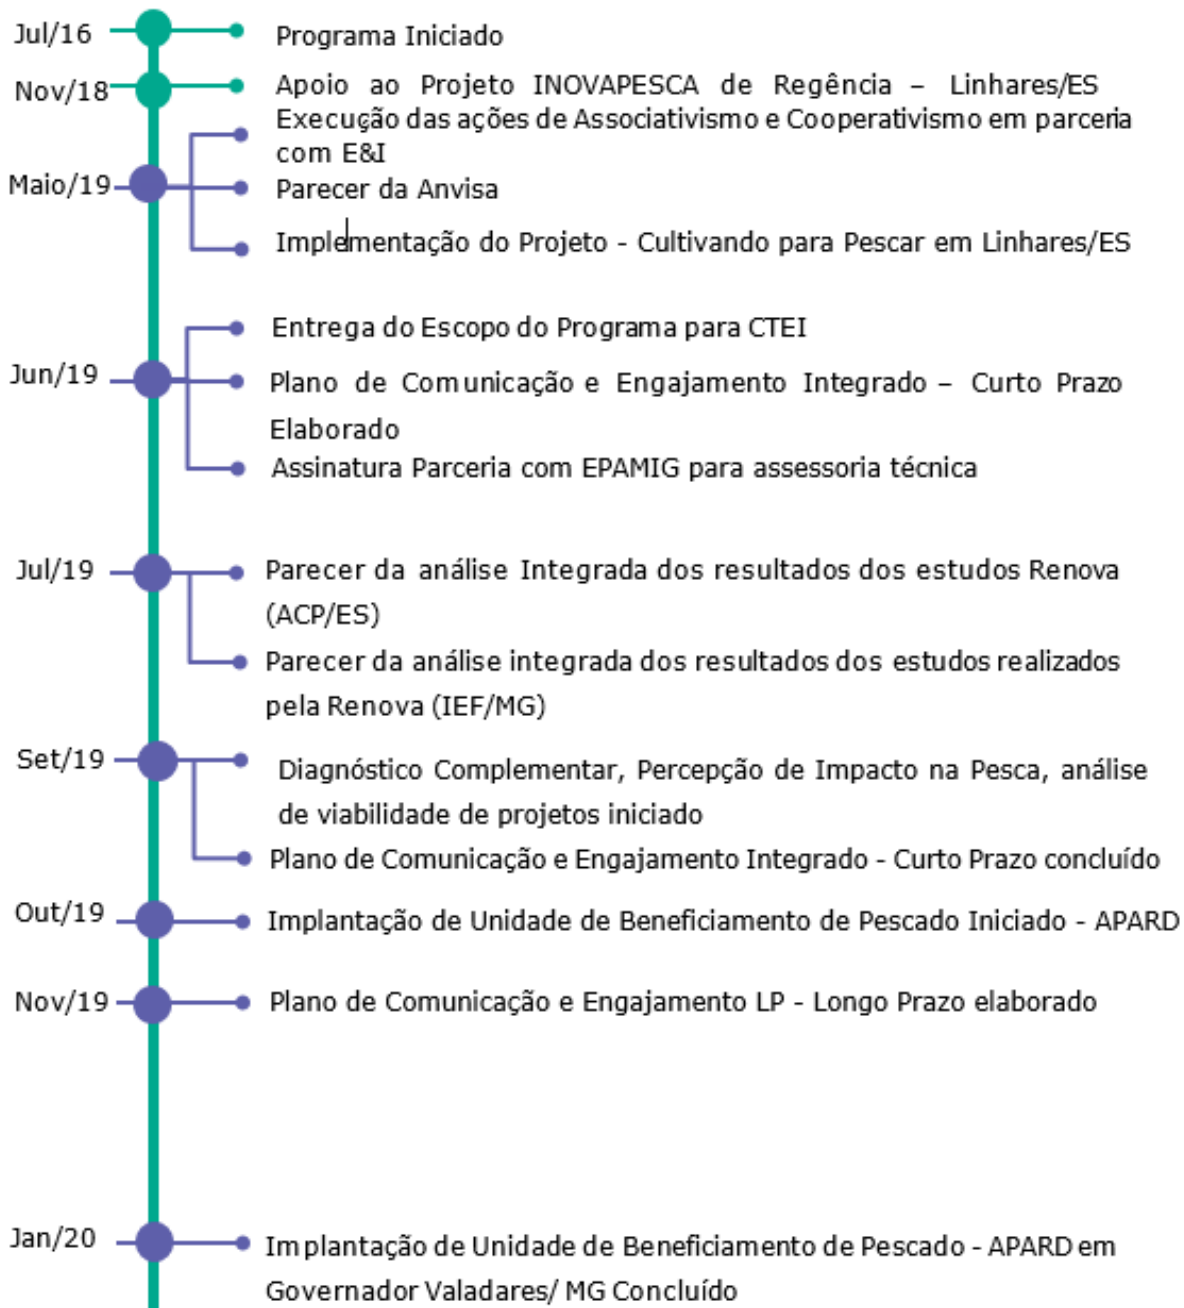 Jul/16
Programa Iniciado
Nov/18
Apoio ao Projeto INOVAPESCA de Regência – Linhares/ES
Execução das ações de Associativismo e Cooperativismo em parceria
com E&I
Maio/19
Parecer da Anvisa
Implementação do Projeto - Cultivando para Pescar em Linhares/ES
Entrega do Escopo do Programa para CTEI
Jun/19
Plano de Comunicação e Engajamento Integrado – Curto Prazo
Elaborado
Assinatura Parceria com EPAMIG para assessoria técnica
Jul/19
Parecer da análise Integrada dos resultados dos estudos Renova
(ACP/ES)
Parecer da análise integrada dos resultados dos estudos realizados
pela Renova (IEF/MG)
Set/19
Diagnóstico Complementar, Percepção de Impacto na Pesca, análise
de viabilidade de projetos iniciado
Plano de Comunicação e Engajamento Integrado - Curto Prazo concluído
Out/19
Implantação de Unidade de Beneficiamento de Pescado Iniciado - APARD
Nov/19
Plano de Comunicação e Engajamento LP - Longo Prazo elaborado
Jan/20
Implantação de Unidade de Beneficiamento de Pescado - APARD em
Governador Valadares/ MG Concluído